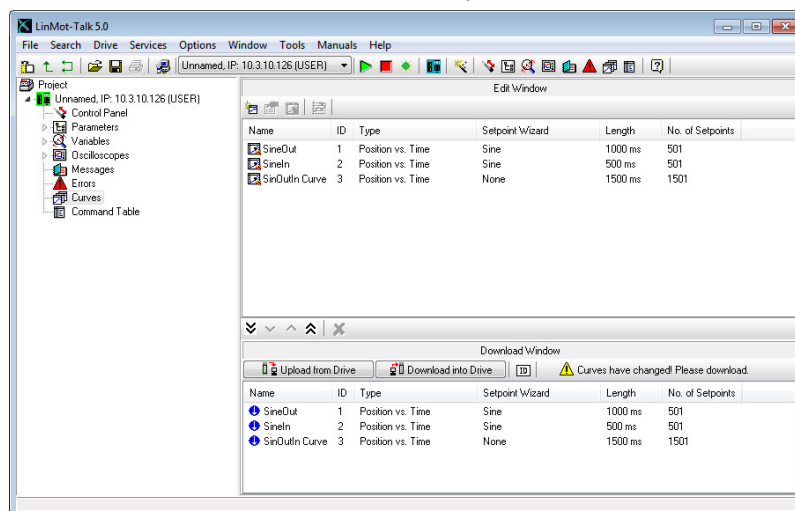 LinMot-Talk 5.0
File Search Drive Services Options Window Tools Manuals Help
Unnamed, IP: 10.3.10.126 (USER)
Project
Unnamed, IP: 10.3.10.126 (USER)
Control Panel
Parameters
Variables
Oscilloscopes
Messages
Errors
Curves
Command Table
Edit Window
Name ID Type Setpoint Wizard Length No. of Setpoints
SineOut 1 Position vs. Time Sine 1000 ms 501
SineIn 2 Position vs. Time Sine 500 ms 501
SinOutIn Curve 3 Position vs. Time None 1500 ms 1501
Download Window
Upload from Drive Download into Drive ID Curves have changed! Please download.
Name ID Type Setpoint Wizard Length No. of Setpoints
SineOut 1 Position vs. Time Sine 1000 ms 501
SineIn 2 Position vs. Time Sine 500 ms 501
SinOutIn Curve 3 Position vs. Time None 1500 ms 1501